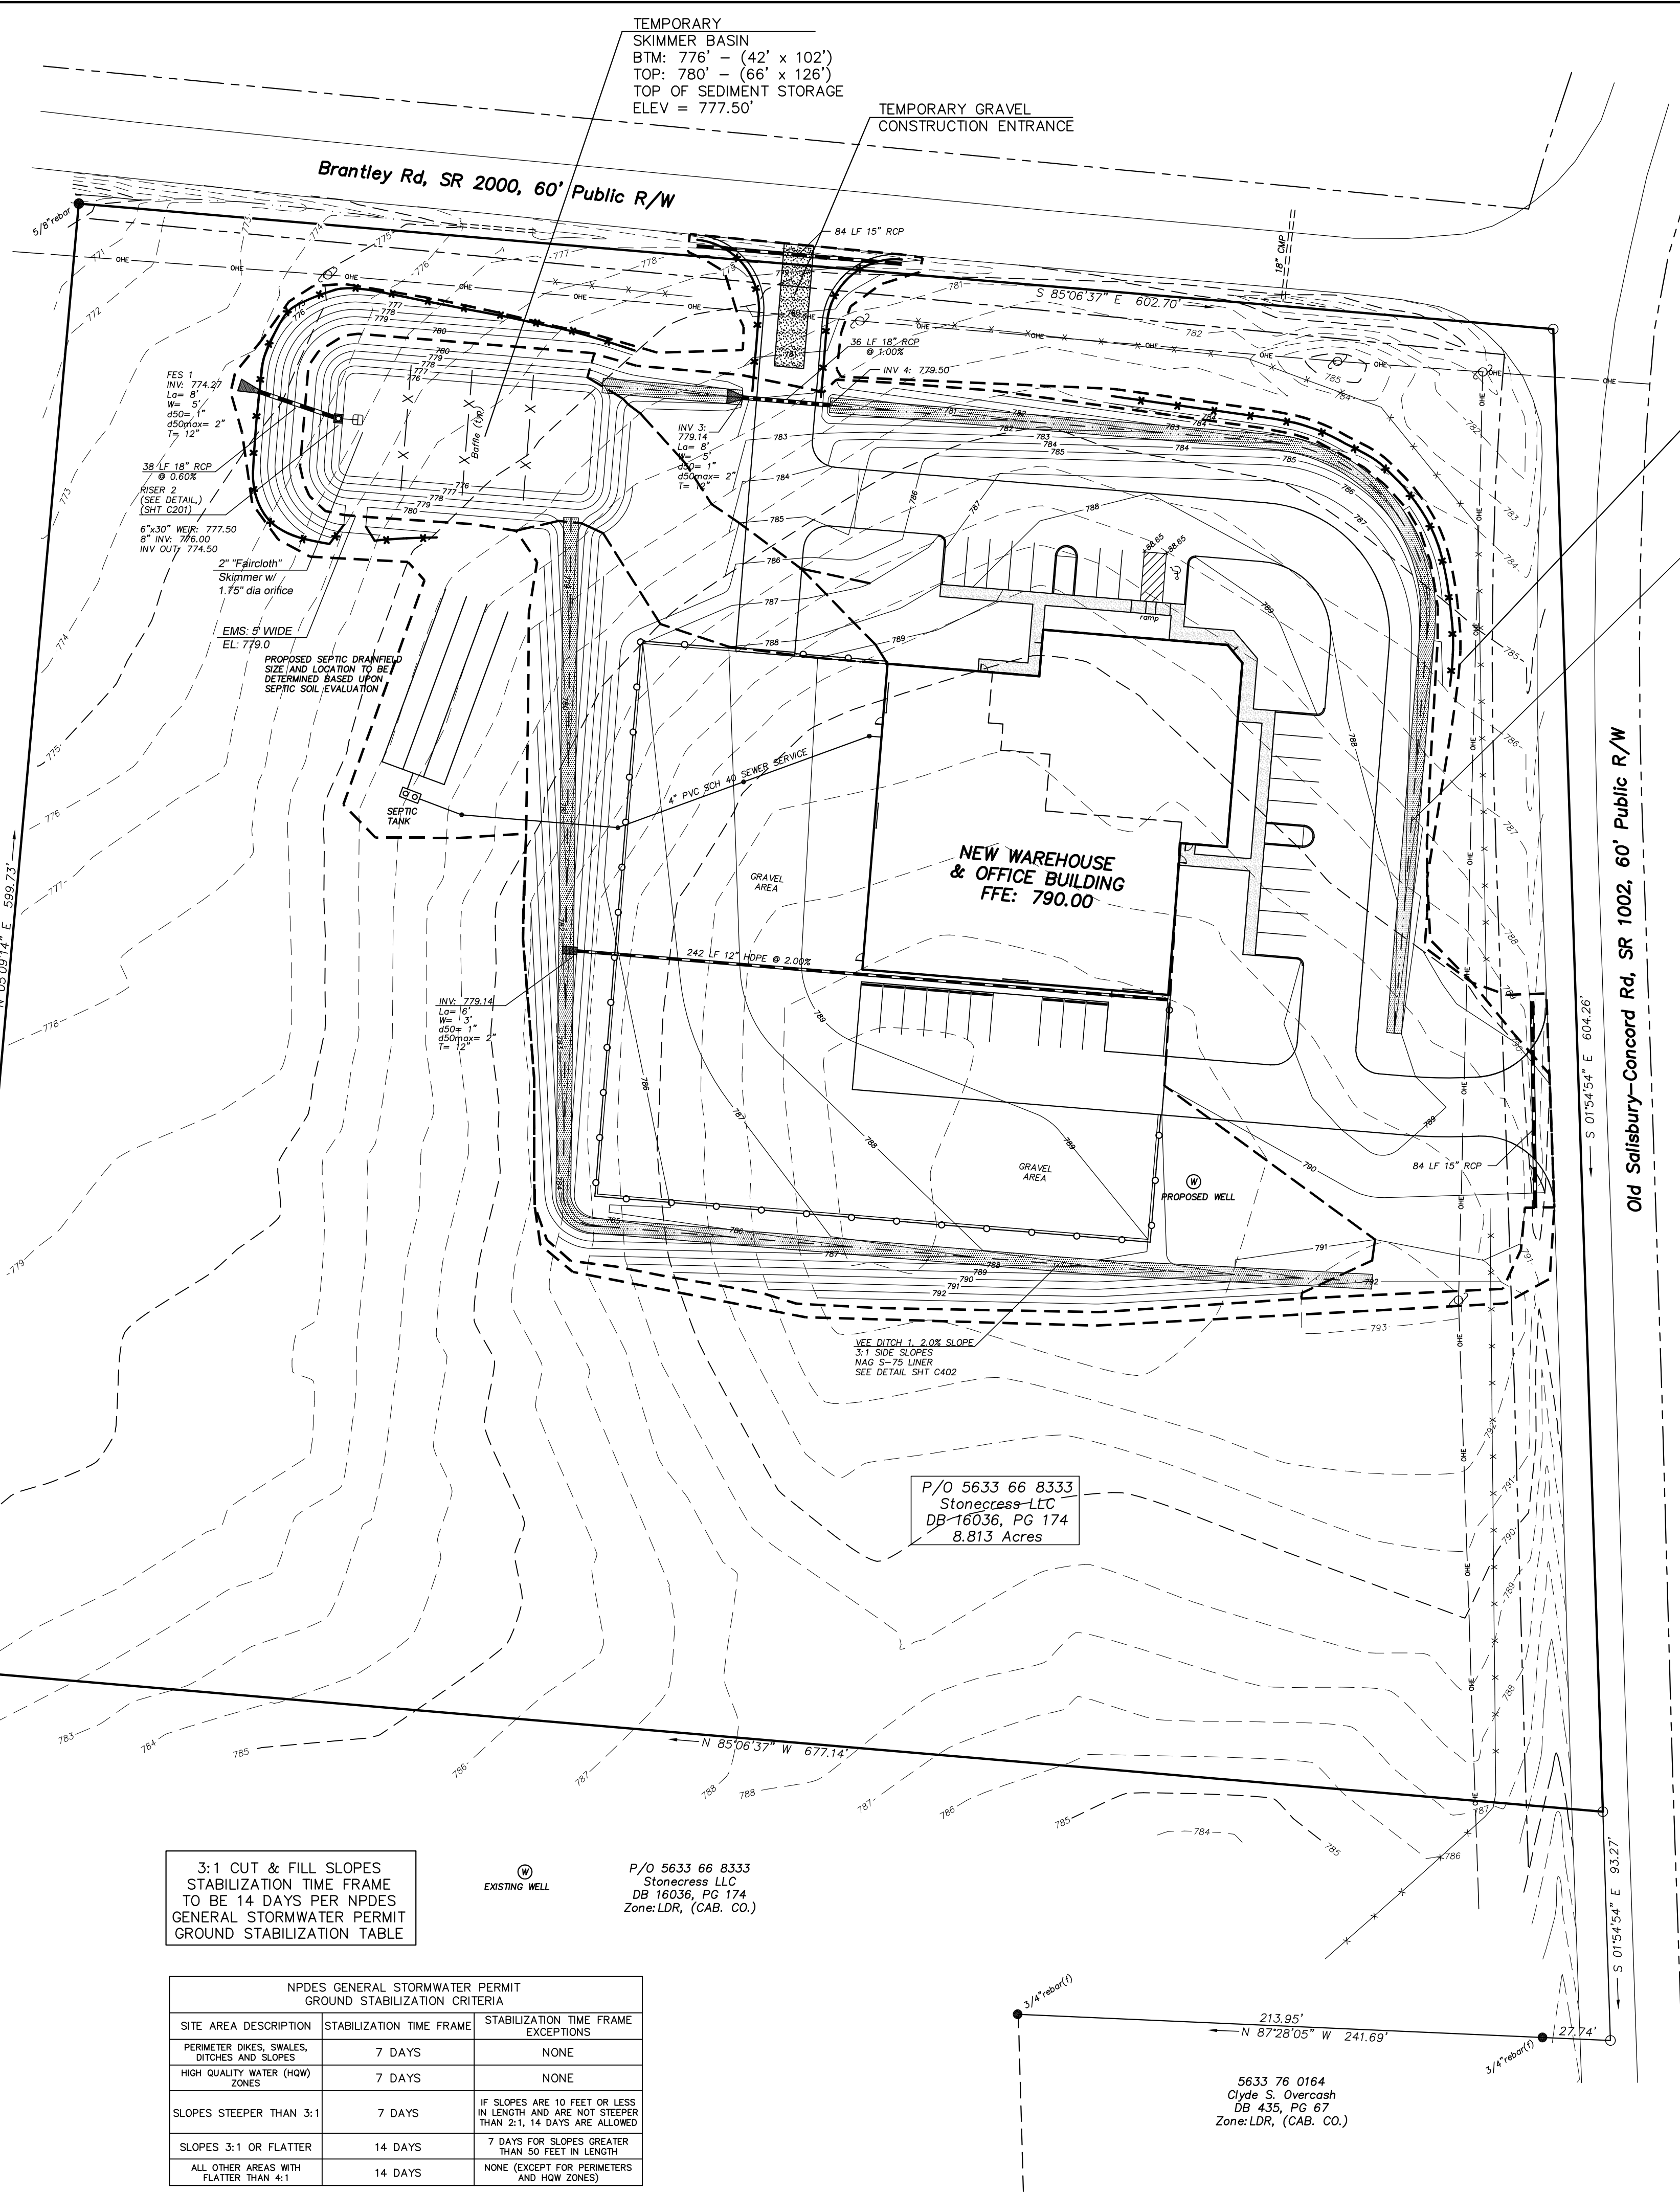 TEMPORARY
SKIMMER BASIN
BTM: 776' - (42' x 102')
TOP: 780' - (66' x 126')
TOP OF SEDIMENT STORAGE
ELEV = 777.50'
TEMPORARY GRAVEL
CONSTRUCTION ENTRANCE
Brantley Rd, SR 2000, 60' Public R/W
5/8"rebar
84 LF 15" RCP
18" CMP
S 85°06'37" E 602.70'
36 LF 18" RCP
@ 1.00%
INV 4: 779.50
FES 1
INV: 774.27
La= 8'
W= 5'
d50= 1"
d50max= 2"
T= 12"
38 LF 18" RCP
@ 0.60%
RISER 2
(SEE DETAIL,)
(SHT C201)
6"x30" WEIR: 777.50
8" INV: 776.00
INV OUT: 774.50
2" "Faircloth"
Skimmer w/
1.75" dia orifice
EMS: 5' WIDE
EL: 779.0
Baffle (typ)
INV 3:
779.14
La= 8'
W= 5'
d50= 1"
d50max= 2"
T= 12"
PROPOSED SEPTIC DRAINFIELD
SIZE AND LOCATION TO BE
DETERMINED BASED UPON
SEPTIC SOIL EVALUATION
SEPTIC
TANK
4" PVC SCH 40 SEWER SERVICE
88.65
88.65
ramp
NEW WAREHOUSE
& OFFICE BUILDING
FFE: 790.00
GRAVEL
AREA
242 LF 12" HDPE @ 2.00%
INV: 779.14
La= 6'
W= 3'
d50= 1"
d50max= 2"
T= 12"
GRAVEL
AREA
PROPOSED WELL
W
84 LF 15" RCP
N 05°09'14" E 599.73'
S 01°54'54" E 604.26'
Old Salisbury-Concord Rd, SR 1002, 60' Public R/W
VEE DITCH 1, 2.0% SLOPE
3:1 SIDE SLOPES
NAG S-75 LINER
SEE DETAIL SHT C402
P/O 5633 66 8333
Stonecress LLC
DB 16036, PG 174
8.813 Acres
N 85°06'37" W 677.14'
S 01°54'54" E 93.27'
3:1 CUT & FILL SLOPES
STABILIZATION TIME FRAME
TO BE 14 DAYS PER NPDES
GENERAL STORMWATER PERMIT
GROUND STABILIZATION TABLE
W
EXISTING WELL
P/O 5633 66 8333
Stonecress LLC
DB 16036, PG 174
Zone: LDR, (CAB. CO.)
NPDES GENERAL STORMWATER PERMIT
GROUND STABILIZATION CRITERIA
SITE AREA DESCRIPTION STABILIZATION TIME FRAME STABILIZATION TIME FRAME EXCEPTIONS
PERIMETER DIKES, SWALES, DITCHES AND SLOPES 7 DAYS NONE
HIGH QUALITY WATER (HQW) ZONES 7 DAYS NONE
SLOPES STEEPER THAN 3:1 7 DAYS IF SLOPES ARE 10 FEET OR LESS IN LENGTH AND ARE NOT STEEPER THAN 2:1, 14 DAYS ARE ALLOWED
SLOPES 3:1 OR FLATTER 14 DAYS 7 DAYS FOR SLOPES GREATER THAN 50 FEET IN LENGTH
ALL OTHER AREAS WITH FLATTER THAN 4:1 14 DAYS NONE (EXCEPT FOR PERIMETERS AND HQW ZONES)
3/4"rebar(f)
213.95'
N 87°28'05" W 241.69'
27.74'
3/4"rebar(f)
5633 76 0164
Clyde S. Overcash
DB 435, PG 67
Zone: LDR, (CAB. CO.)